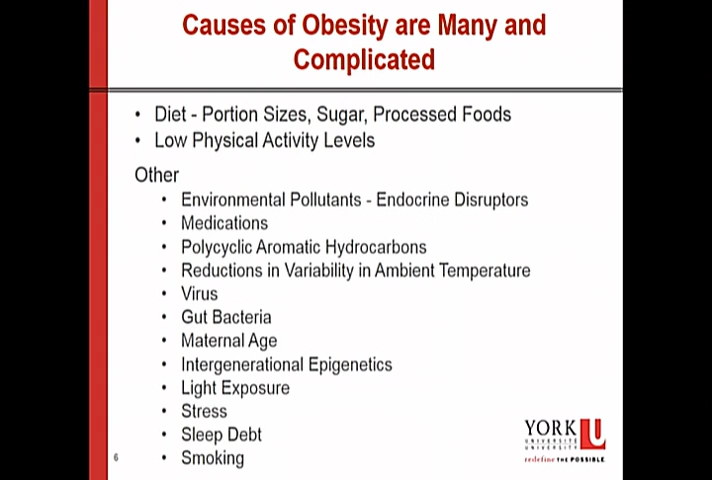 Causes of Obesity are Many and
Complicated
• Diet - Portion Sizes, Sugar, Processed Foods
• Low Physical Activity Levels
Other
• Environmental Pollutants - Endocrine Disruptors
• Medications
• Polycyclic Aromatic Hydrocarbons
• Reductions in Variability in Ambient Temperature
• Virus
• Gut Bacteria
• Maternal Age
• Intergenerational Epigenetics
• Light Exposure
• Stress
• Sleep Debt
• Smoking
YORK U
UNIVERSITÉ
UNIVERSITY
redefine THE POSSIBLE.
6